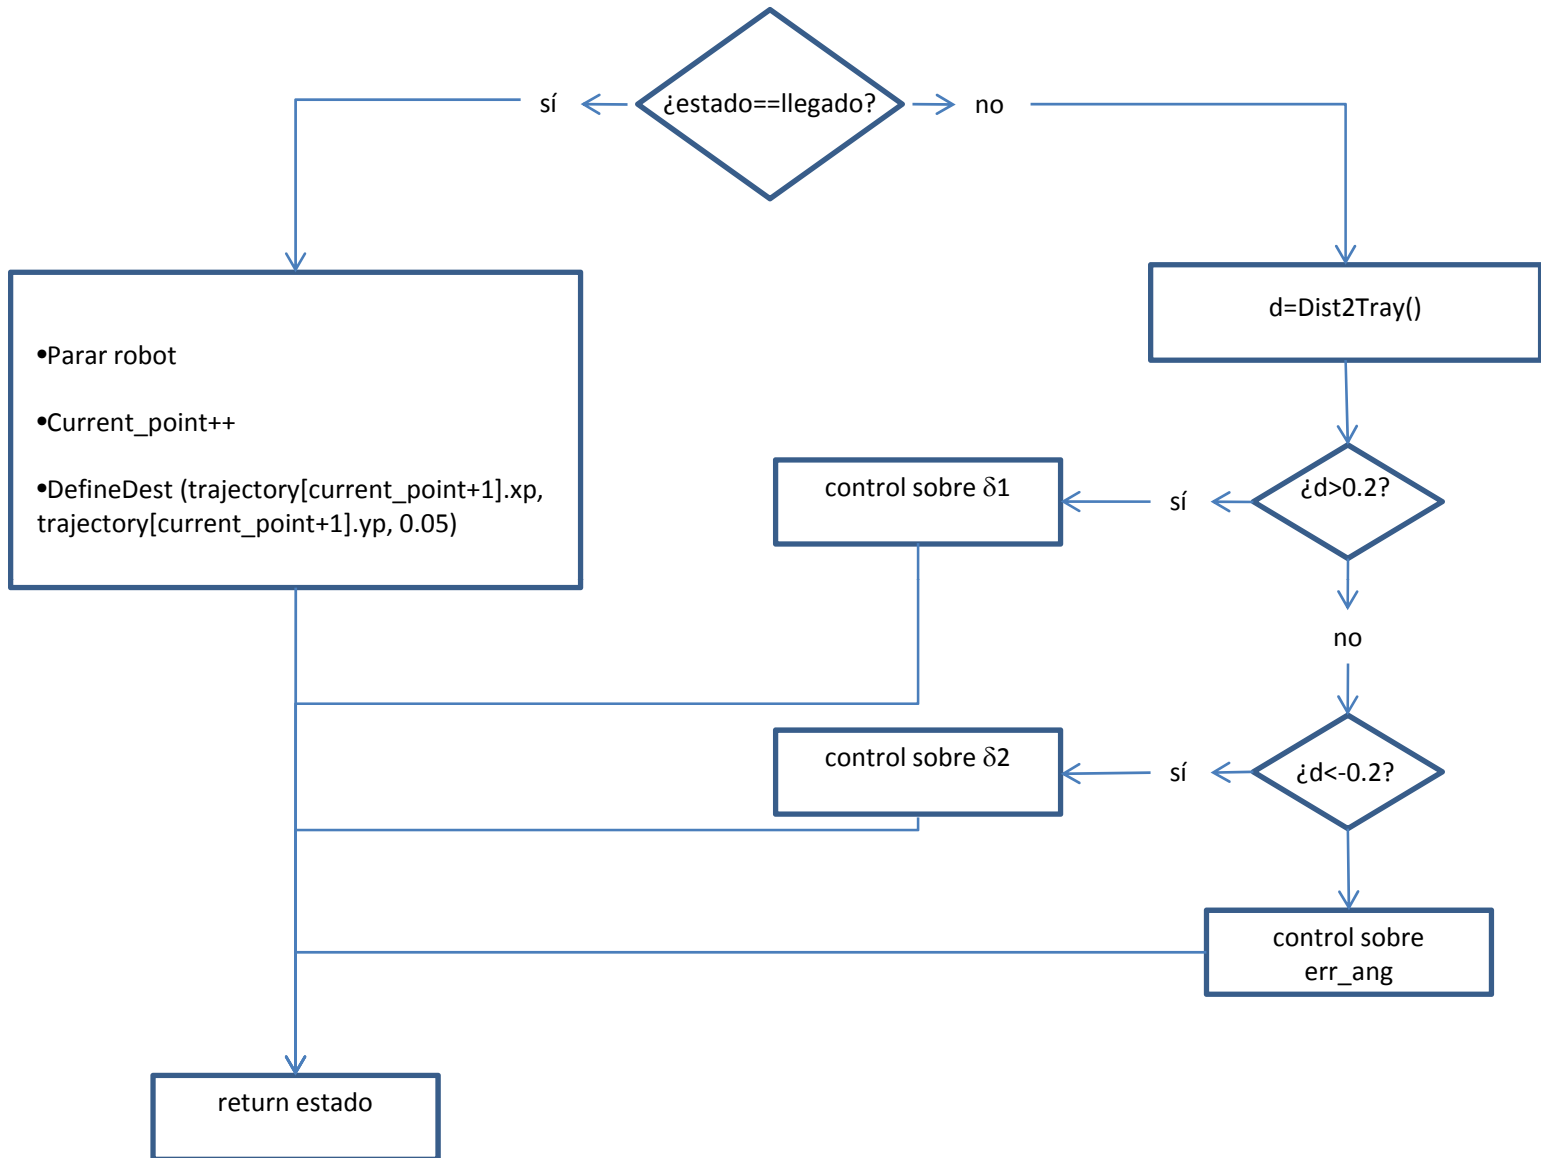 ¿estado==llegado?
sí
no
•Parar robot
•Current_point++
•DefineDest (trajectory[current_point+1].xp,
trajectory[current_point+1].yp, 0.05)
d=Dist2Tray()
¿d>0.2?
sí
control sobre δ1
no
¿d<-0.2?
sí
control sobre δ2
control sobre
err_ang
return estado